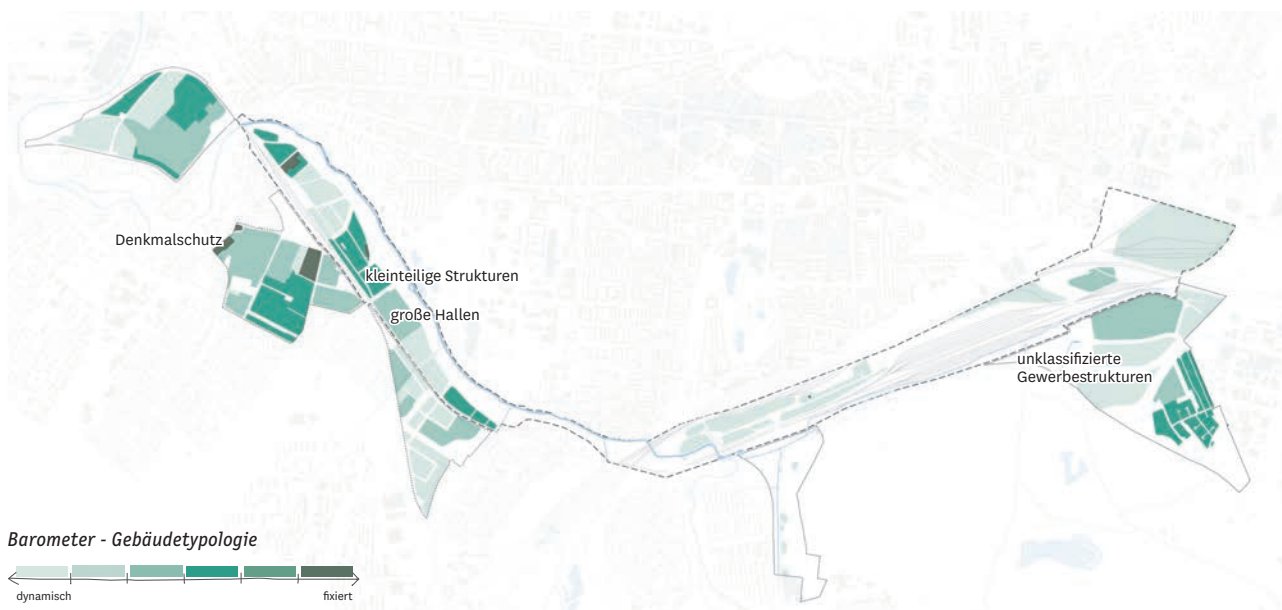 Denkmalschutz
kleinteilige Strukturen
große Hallen
unklassifizierte
Gewerbestrukturen
Barometer - Gebäudetypologie
dynamisch
fixiert